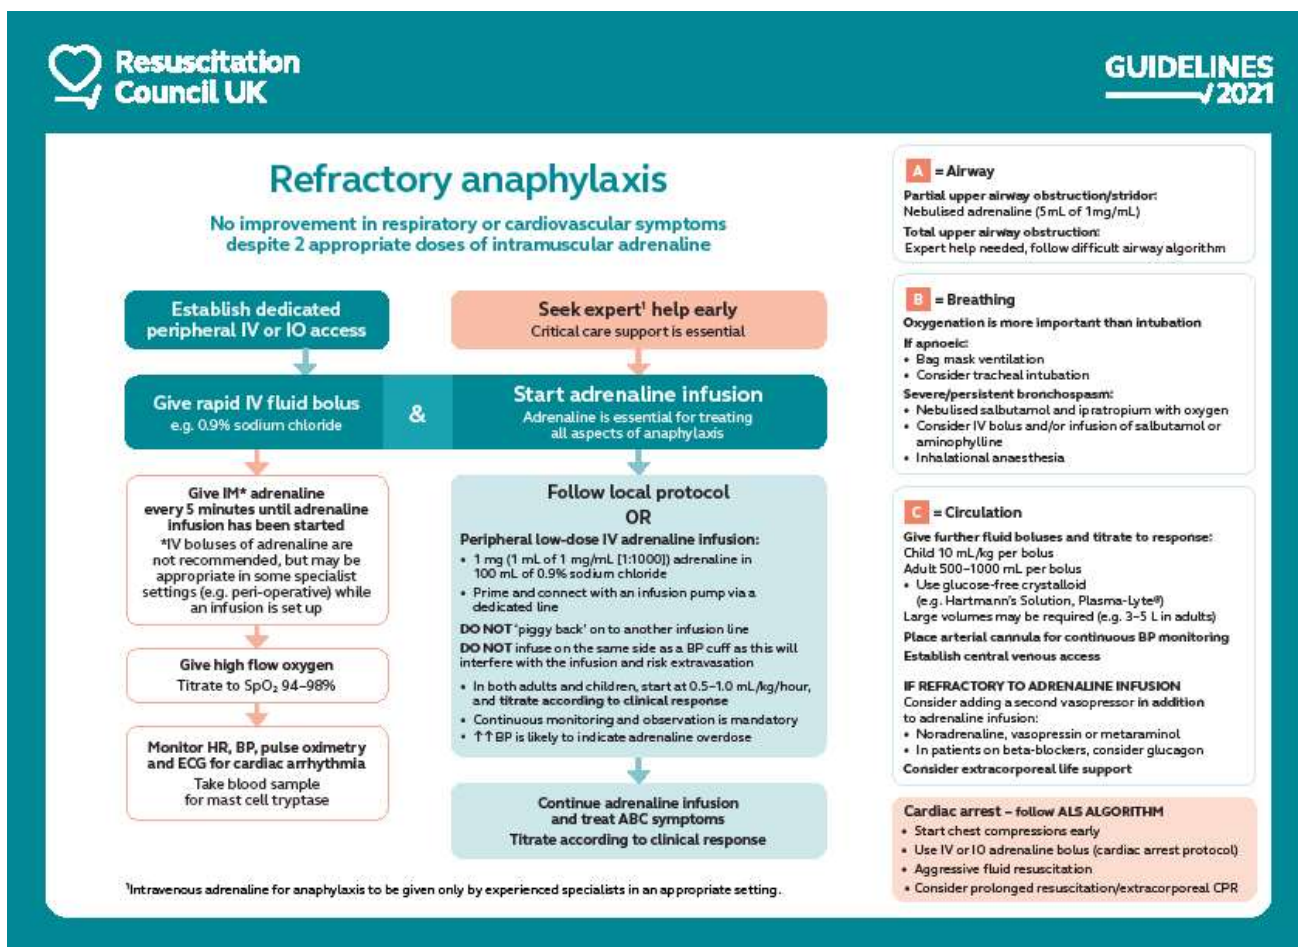 Resuscitation
Council UK
GUIDELINES
2021
Refractory anaphylaxis
No improvement in respiratory or cardiovascular symptoms
despite 2 appropriate doses of intramuscular adrenaline
Establish dedicated
peripheral IV or IO access
Seek expert¹ help early
Critical care support is essential
Give rapid IV fluid bolus
e.g. 0.9% sodium chloride
&
Start adrenaline infusion
Adrenaline is essential for treating
all aspects of anaphylaxis
Give IM* adrenaline
every 5 minutes until adrenaline
infusion has been started
*IV boluses of adrenaline are
not recommended, but may be
appropriate in some specialist
settings (e.g. peri-operative) while
an infusion is set up
Give high flow oxygen
Titrate to SpO₂ 94–98%
Monitor HR, BP, pulse oximetry
and ECG for cardiac arrhythmia
Take blood sample
for mast cell tryptase
Follow local protocol
OR
Peripheral low-dose IV adrenaline infusion:
• 1 mg (1 mL of 1 mg/mL [1:1000]) adrenaline in
100 mL of 0.9% sodium chloride
• Prime and connect with an infusion pump via a
dedicated line
DO NOT 'piggy back' on to another infusion line
DO NOT infuse on the same side as a BP cuff as this will
interfere with the infusion and risk extravasation
• In both adults and children, start at 0.5–1.0 mL/kg/hour,
and titrate according to clinical response
• Continuous monitoring and observation is mandatory
• ↑↑ BP is likely to indicate adrenaline overdose
Continue adrenaline infusion
and treat ABC symptoms
Titrate according to clinical response
¹Intravenous adrenaline for anaphylaxis to be given only by experienced specialists in an appropriate setting.
A = Airway
Partial upper airway obstruction/stridor:
Nebulised adrenaline (5mL of 1mg/mL)
Total upper airway obstruction:
Expert help needed, follow difficult airway algorithm
B = Breathing
Oxygenation is more important than intubation
If apnoeic:
• Bag mask ventilation
• Consider tracheal intubation
Severe/persistent bronchospasm:
• Nebulised salbutamol and ipratropium with oxygen
• Consider IV bolus and/or infusion of salbutamol or
aminophylline
• Inhalational anaesthesia
C = Circulation
Give further fluid boluses and titrate to response:
Child 10 mL/kg per bolus
Adult 500–1000 mL per bolus
• Use glucose-free crystalloid
(e.g. Hartmann's Solution, Plasma-Lyte®)
Large volumes may be required (e.g. 3–5 L in adults)
Place arterial cannula for continuous BP monitoring
Establish central venous access
IF REFRACTORY TO ADRENALINE INFUSION
Consider adding a second vasopressor in addition
to adrenaline infusion:
• Noradrenaline, vasopressin or metaraminol
• In patients on beta-blockers, consider glucagon
Consider extracorporeal life support
Cardiac arrest – follow ALS ALGORITHM
• Start chest compressions early
• Use IV or IO adrenaline bolus (cardiac arrest protocol)
• Aggressive fluid resuscitation
• Consider prolonged resuscitation/extracorporeal CPR